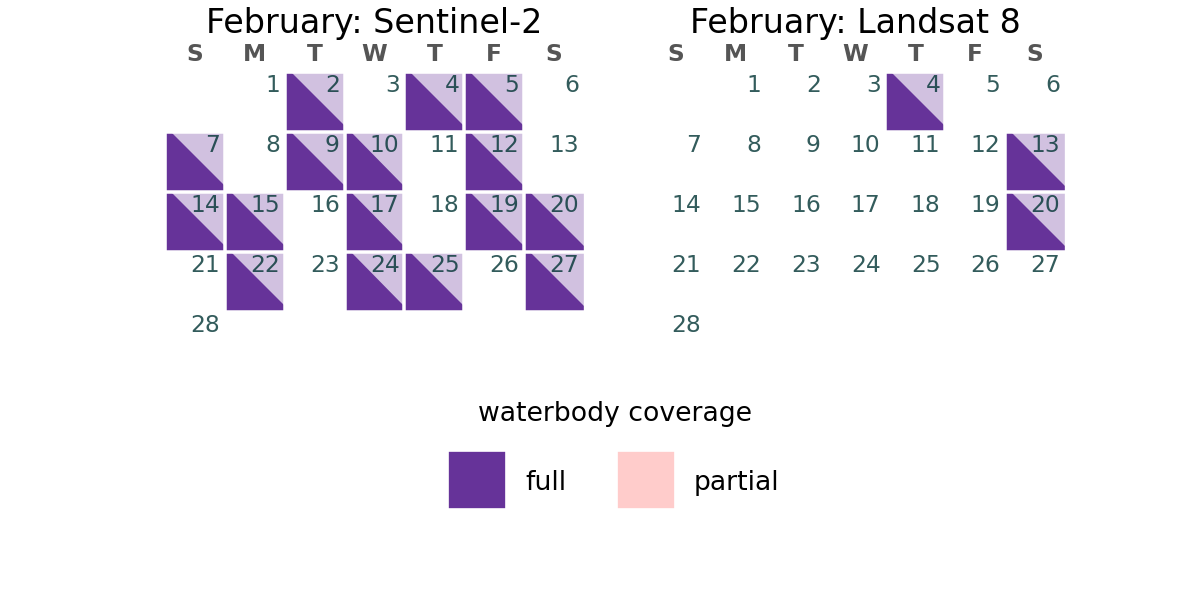 February: Sentinel-2
S M T W T F S
1 2 3 4 5 6
7 8 9 10 11 12 13
14 15 16 17 18 19 20
21 22 23 24 25 26 27
28
February: Landsat 8
S M T W T F S
1 2 3 4 5 6
7 8 9 10 11 12 13
14 15 16 17 18 19 20
21 22 23 24 25 26 27
28
waterbody coverage
full partial